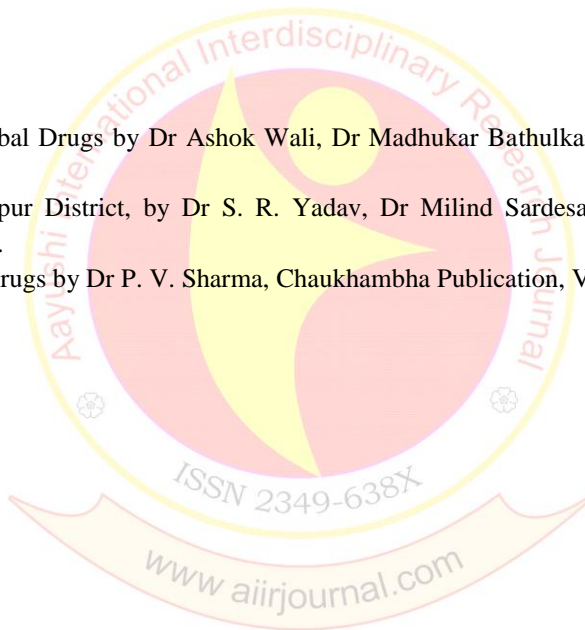 Aayushi International Interdisciplinary Research Journal
bal Drugs by Dr Ashok Wali, Dr Madhukar Bathulka
pur District, by Dr S. R. Yadav, Dr Milind Sardesa
.
rugs by Dr P. V. Sharma, Chaukhambha Publication, V
ISSN 2349-638X
www aiirjournal.com